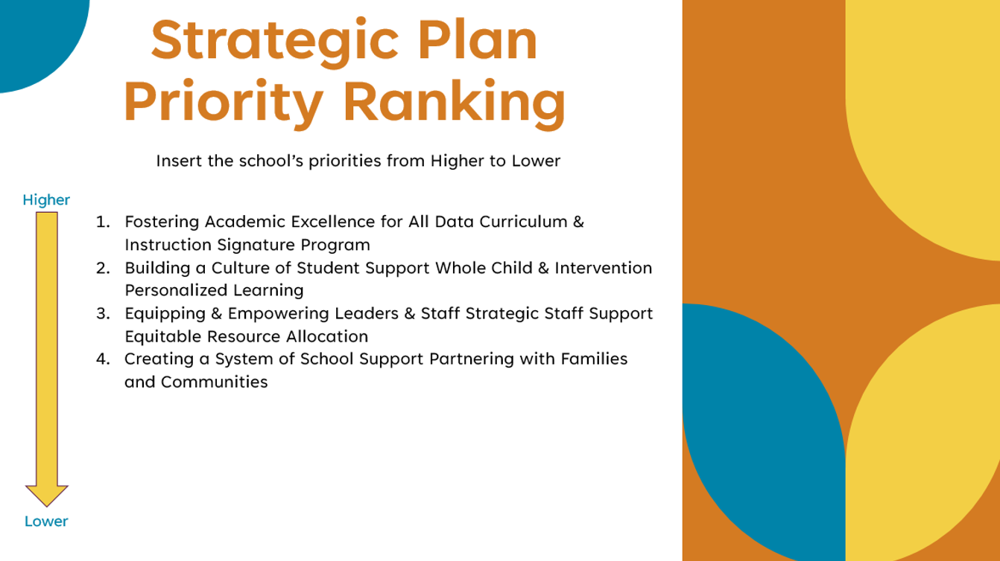 Strategic Plan
Priority Ranking
Insert the school's priorities from Higher to Lower
Higher
1. Fostering Academic Excellence for All Data Curriculum &
Instruction Signature Program
2. Building a Culture of Student Support Whole Child & Intervention
Personalized Learning
3. Equipping & Empowering Leaders & Staff Strategic Staff Support
Equitable Resource Allocation
4. Creating a System of School Support Partnering with Families
and Communities
Lower